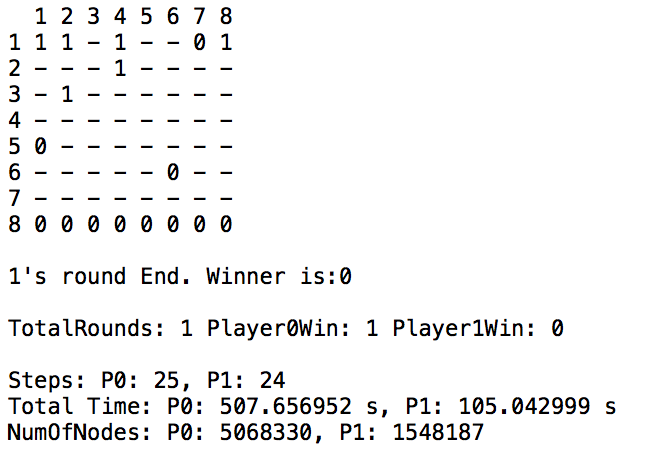 1 2 3 4 5 6 7 8
1 1 1 - 1 - - 0 1
2 - - - 1 - - - -
3 - 1 - - - - - -
4 - - - - - - - -
5 0 - - - - - - -
6 - - - - - 0 - -
7 - - - - - - - -
8 0 0 0 0 0 0 0 0
1's round End. Winner is:0
TotalRounds: 1 Player0Win: 1 Player1Win: 0
Steps: P0: 25, P1: 24
Total Time: P0: 507.656952 s, P1: 105.042999 s
NumOfNodes: P0: 5068330, P1: 1548187